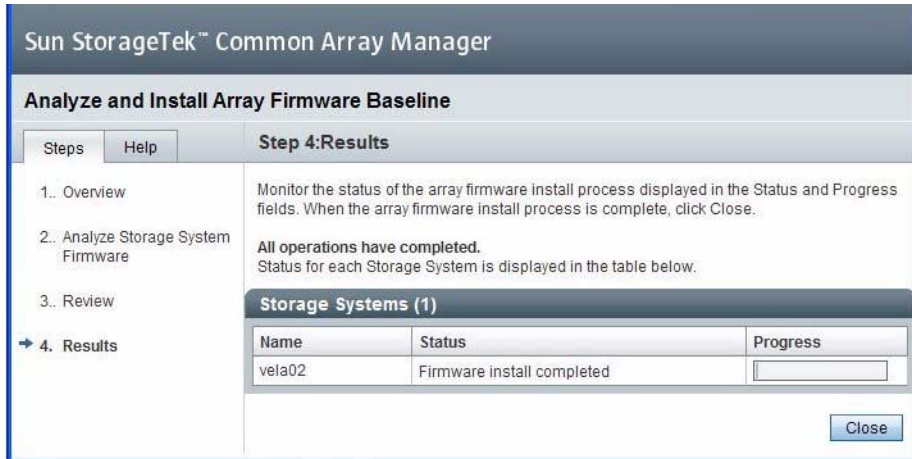 Sun StorageTek™ Common Array Manager
Analyze and Install Array Firmware Baseline
Steps
Help
1.. Overview
2.. Analyze Storage System
Firmware
3.. Review
4. Results
Step 4:Results
Monitor the status of the array firmware install process displayed in the Status and Progress
fields. When the array firmware install process is complete, click Close.
All operations have completed.
Status for each Storage System is displayed in the table below.
Storage Systems (1)
Name Status Progress
vela02 Firmware install completed
Close